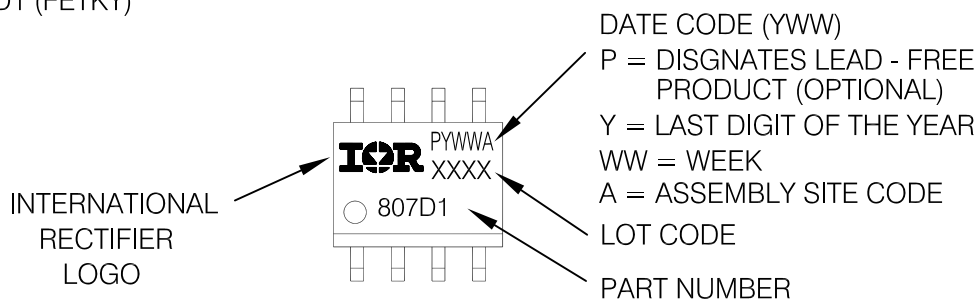 (FETKY)
DATE CODE (YWW)
P = DISGNATES LEAD - FREE
PRODUCT (OPTIONAL)
Y = LAST DIGIT OF THE YEAR
WW = WEEK
A = ASSEMBLY SITE CODE
LOT CODE
PART NUMBER
INTERNATIONAL
RECTIFIER
LOGO
IOR
PYWWA
XXXX
807D1